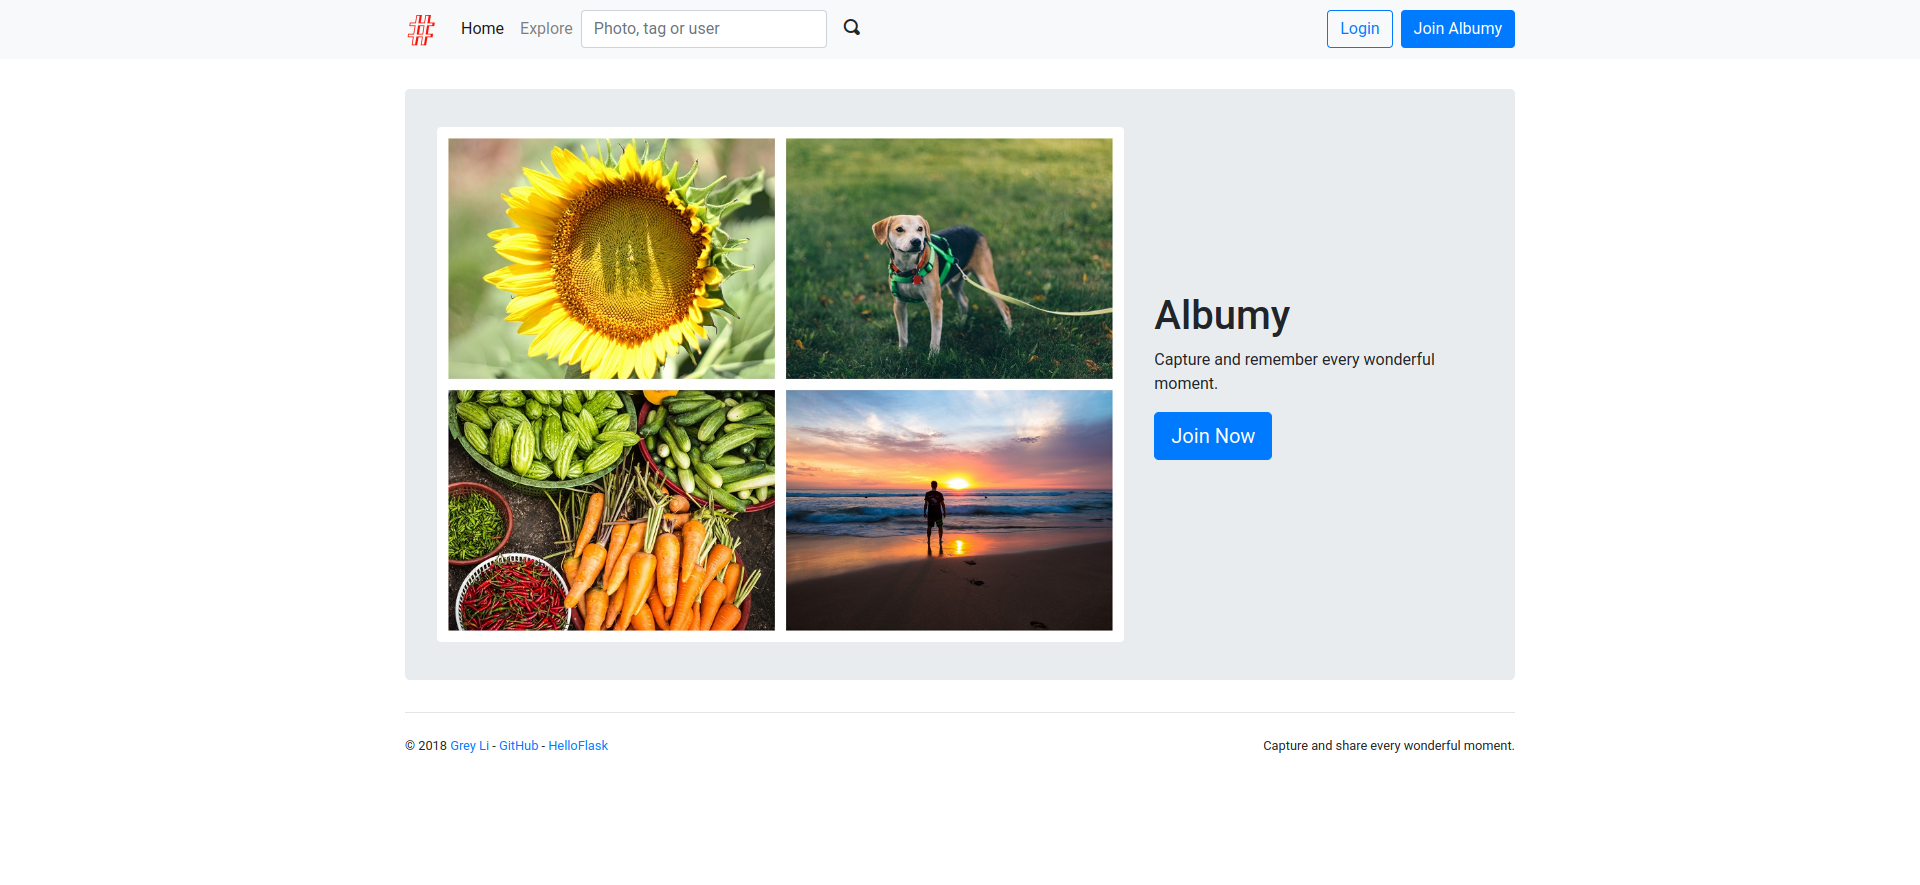 # Home Explore Photo, tag or user Login Join Albumy
Albumy
Capture and remember every wonderful
moment.
Join Now
© 2018 Grey Li - GitHub - HelloFlask Capture and share every wonderful moment.